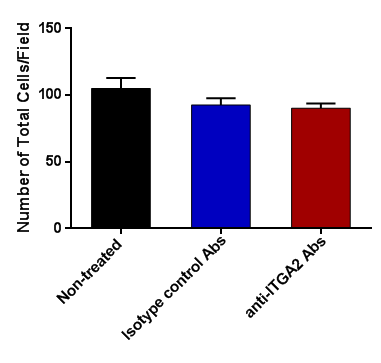 Number of Total Cells/Field
150
100
50
0
Non-treated
Isotype control Abs
anti-ITGA2 Abs